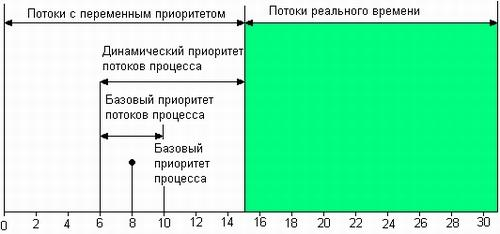 Потоки с переменным приоритетом
Потоки реального времени
Динамический приоритет
потоков процесса
Базовый приоритет
потоков процесса
Базовый
приоритет
процесса
0 2 4 6 8 10 12 14 16 18 20 22 24 26 28 30